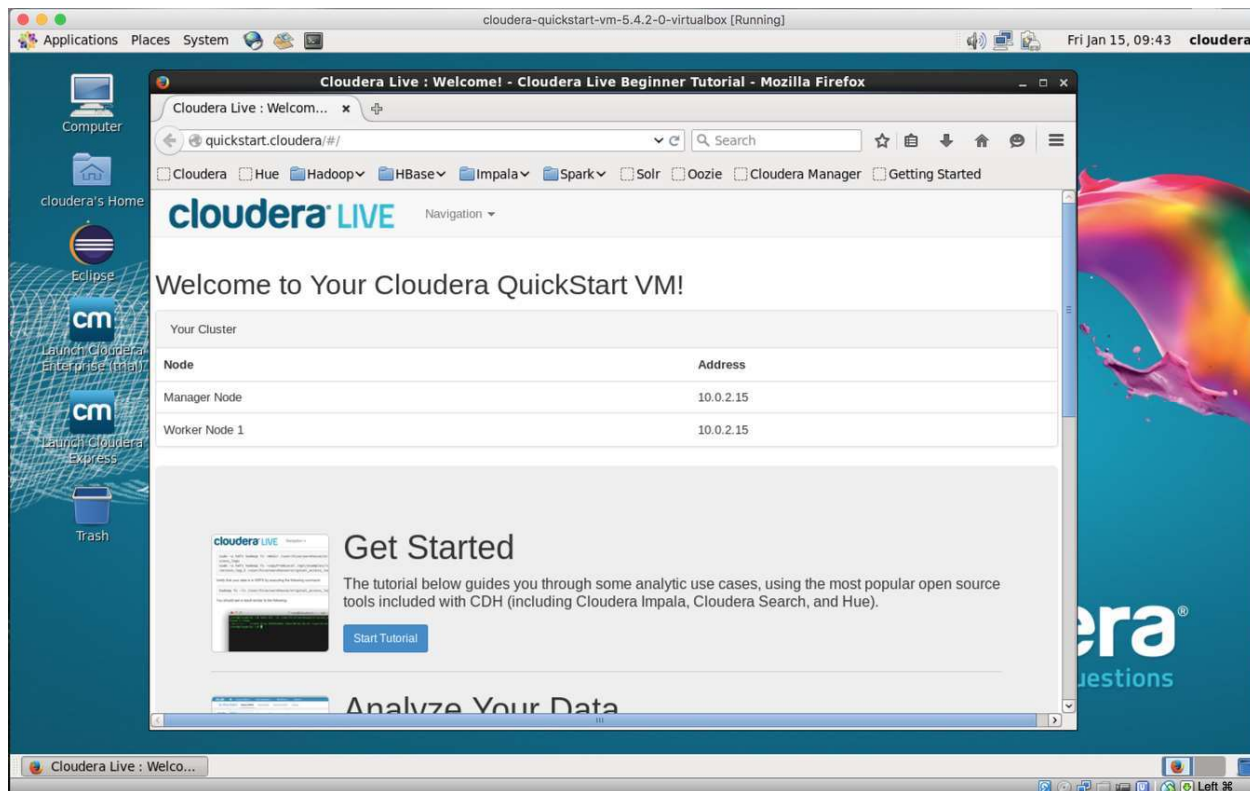 cloudera-quickstart-vm-5.4.2-0-virtualbox [Running]
Applications Places System
Fri Jan 15, 09:43 cloudera
Computer
cloudera's Home
Eclipse
cm
Launch Cloudera
Enterprise (trial)
cm
Launch Cloudera
Express
Trash
Cloudera Live : Welcome! - Cloudera Live Beginner Tutorial - Mozilla Firefox
Cloudera Live : Welcom...
quickstart.cloudera/#/
Search
Cloudera Hue Hadoop HBase Impala Spark Solr Oozie Cloudera Manager Getting Started
cloudera LIVE Navigation
Welcome to Your Cloudera QuickStart VM!
Your Cluster
Node Address
Manager Node 10.0.2.15
Worker Node 1 10.0.2.15
cloudera LIVE
Get Started
The tutorial below guides you through some analytic use cases, using the most popular open source
tools included with CDH (including Cloudera Impala, Cloudera Search, and Hue).
Start Tutorial
Analyze Your Data
era®
uestions
Cloudera Live : Welco...
Left ⌘